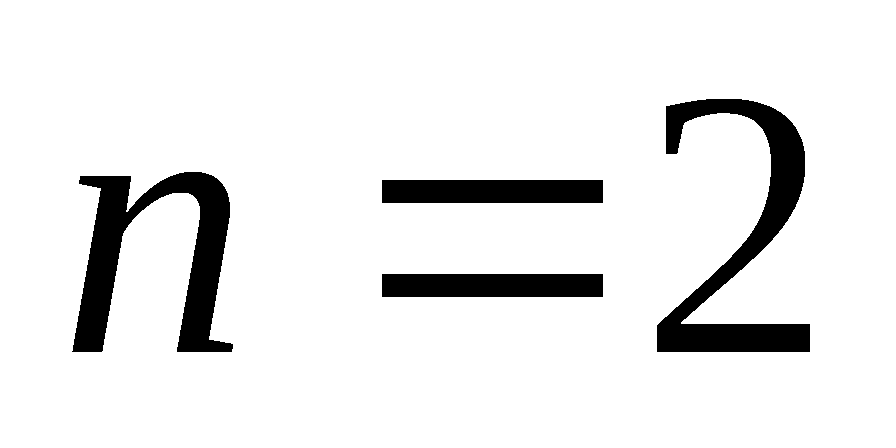 n = 2